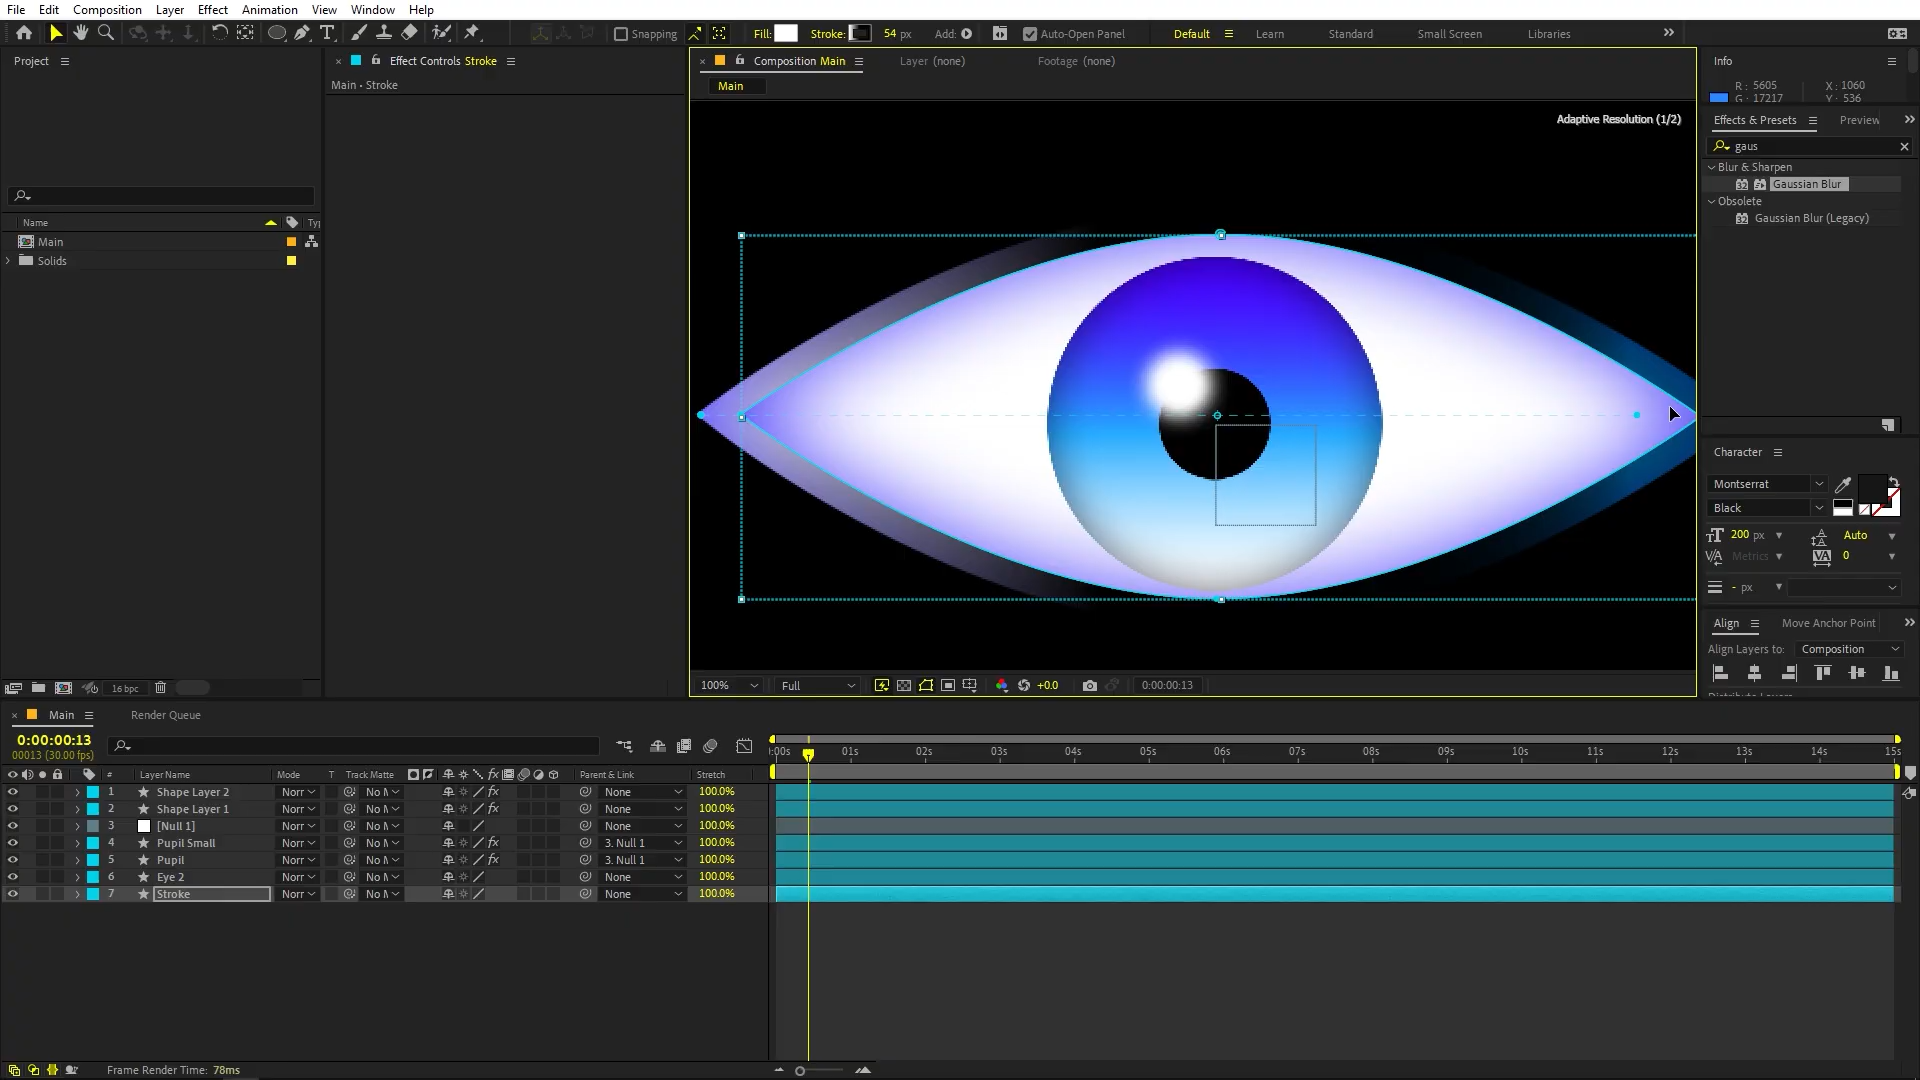 File Edit Composition Layer Effect Animation View Window Help
Snapping Fill: Stroke: 54 px Add: Auto-Open Panel Default Learn Standard Small Screen Libraries
Project
Name
Main
Solids
16 bpc
Effect Controls Stroke
Main • Stroke
Composition Main Layer (none) Footage (none)
Main
Adaptive Resolution (1/2)
100% Full +0.0 0:00:00:13
Info
R : 5605 X : 1060
G : 17217 Y : 536
Effects & Presets Preview
gaus
Blur & Sharpen
32 Gaussian Blur
Obsolete
32 Gaussian Blur (Legacy)
Character
Montserrat
Black
200 px Auto
Metrics 0
- px
Align Move Anchor Point
Align Layers to: Composition
Main Render Queue
0:00:00:13
00013 (30.00 fps)
:00s 01s 02s 03s 04s 05s 06s 07s 08s 09s 10s 11s 12s 13s 14s 15s
# Layer Name Mode T Track Matte fx Parent & Link Stretch
1 Shape Layer 2 Norr No M fx None 100.0%
2 Shape Layer 1 Norr No M fx None 100.0%
3 [Null 1] Norr No M None 100.0%
4 Pupil Small Norr No M fx 3. Null 1 100.0%
5 Pupil Norr No M fx 3. Null 1 100.0%
6 Eye 2 Norr No M None 100.0%
7 Stroke Norr No M None 100.0%
Frame Render Time: 78ms